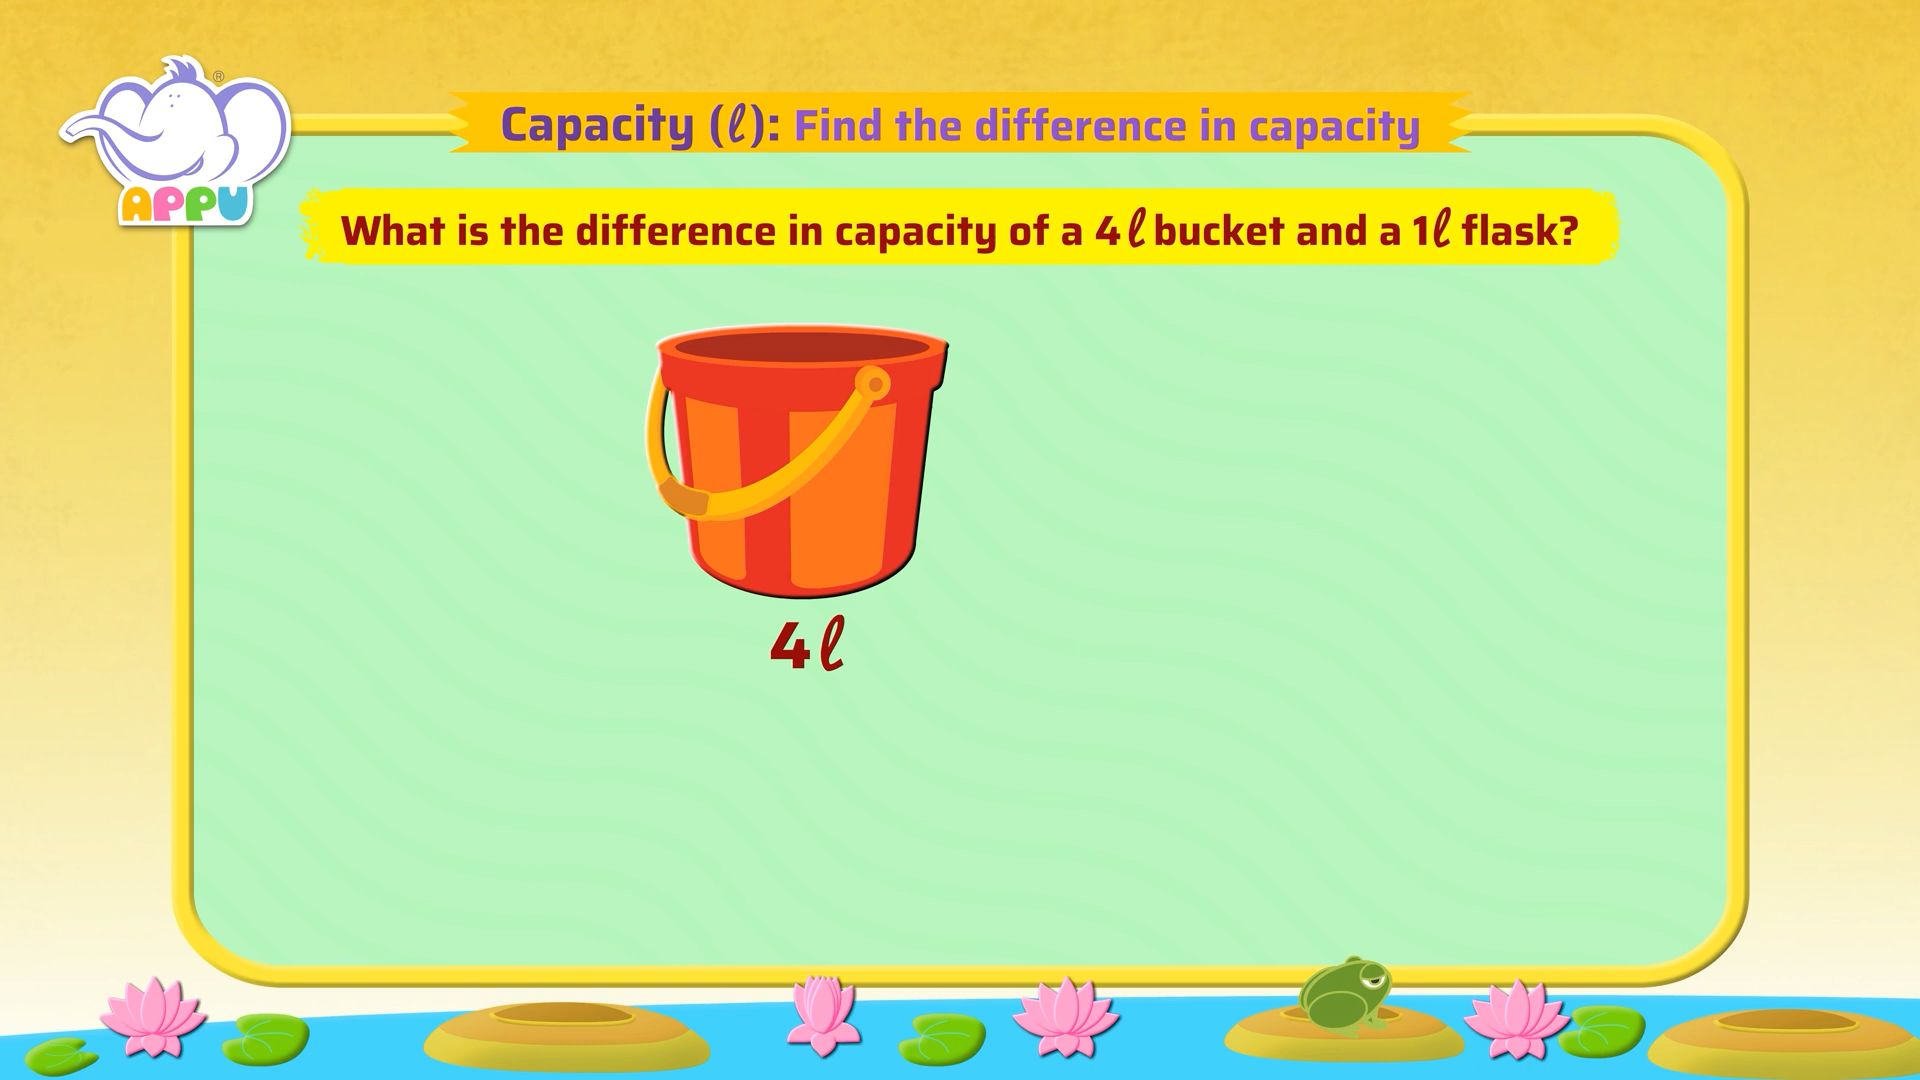 ®
APPU
Capacity (ℓ): Find the difference in capacity
What is the difference in capacity of a 4ℓ bucket and a 1ℓ flask?
4ℓ